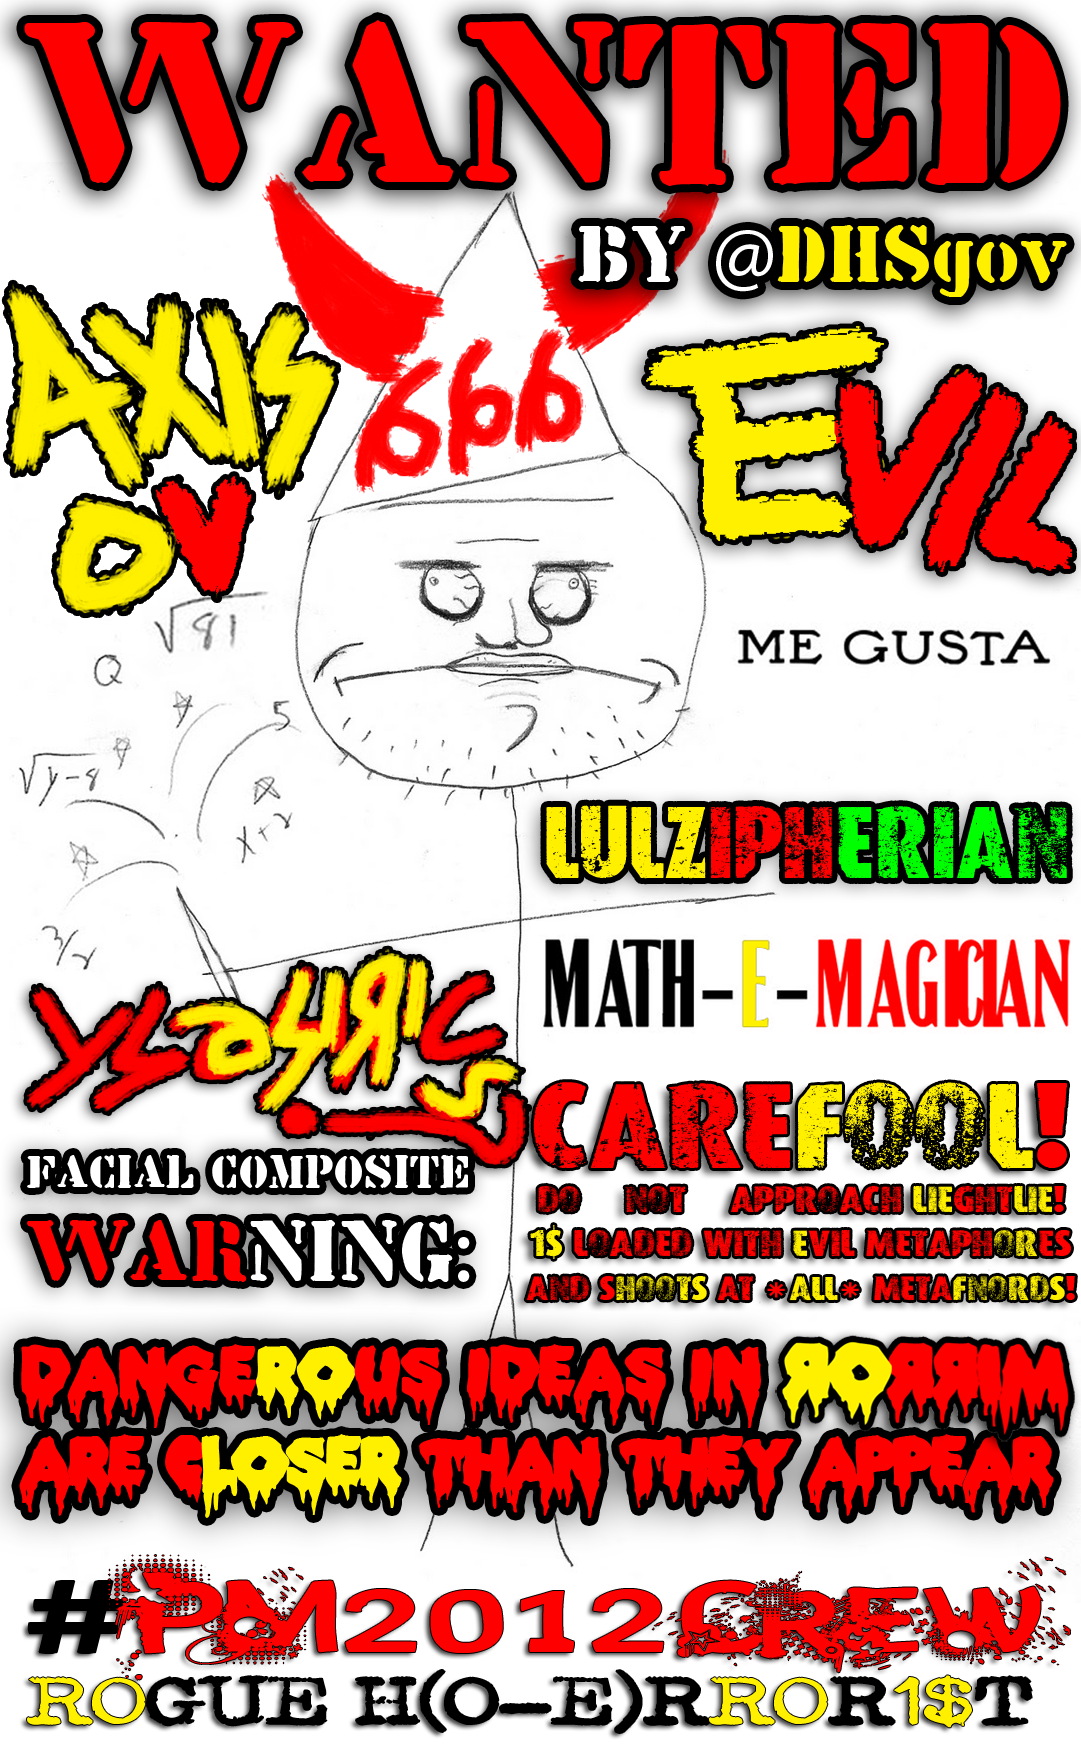 WANTED
BY @DHSgov
AXIS
OV
EVIL
666
√81
Q
ME GUSTA
5
√y-8
x+2
3/2
LULZIPHERIAN
MATH-E-MAGICIAN
CAREFOOL!
FACIAL COMPOSITE
DO NOT APPROACH LIEGHTLIE!
WARNING:
1$ LOADED WITH EVIL METAPHORES
AND SHOOTS AT *ALL* METAFNORDS!
DANGEROUS IDEAS IN ЯOЯЯIM
ARE CLOSER THAN THEY APPEAR
#PM2012CREW
ROGUE H(O-E)RROR1$T